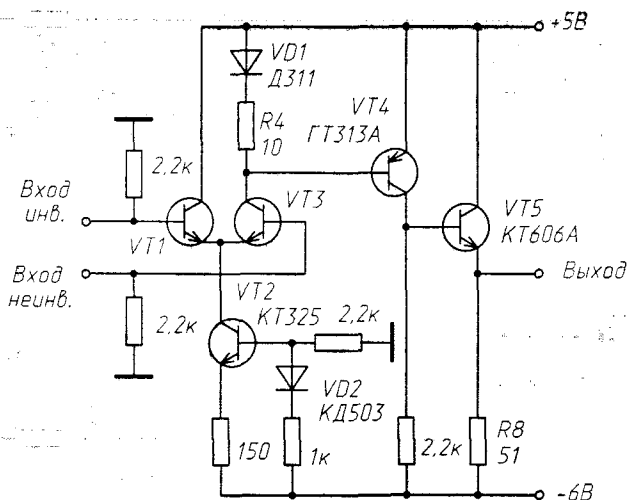 +5В
VD1
Д311
VT4
ГТ313А
R4
10
2,2к
Вход
инв.
VT3
VT1
VT5
КТ606А
Вход
неинв.
Выход
VT2
КТ325
2,2к
2,2к
VD2
КД503
150
1к
2,2к
R8
51
-6В